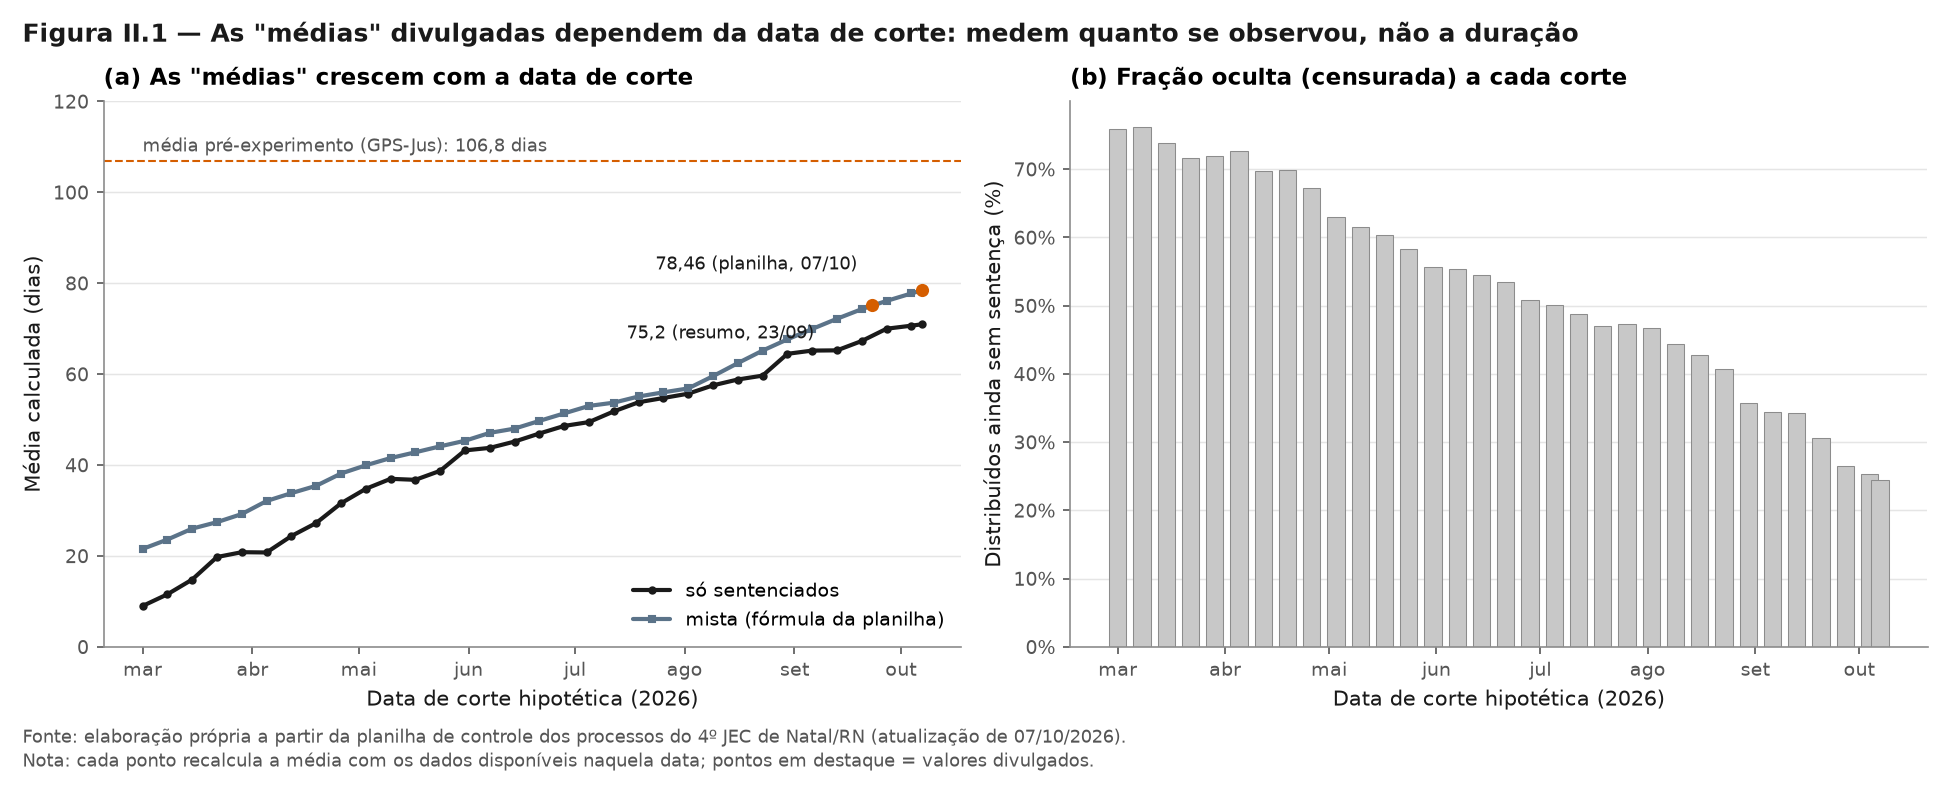 Figura II.1 — As "médias" divulgadas dependem da data de corte: medem quanto se observou, não a duração
(a) As "médias" crescem com a data de corte
120
100
80
60
40
20
0
Média calculada (dias)
média pré-experimento (GPS-Jus): 106,8 dias
78,46 (planilha, 07/10)
75,2 (resumo, 23/09)
só sentenciados
mista (fórmula da planilha)
mar abr mai jun jul ago set out
Data de corte hipotética (2026)
(b) Fração oculta (censurada) a cada corte
70%
60%
50%
40%
30%
20%
10%
0%
Distribuídos ainda sem sentença (%)
mar abr mai jun jul ago set out
Data de corte hipotética (2026)
Fonte: elaboração própria a partir da planilha de controle dos processos do 4º JEC de Natal/RN (atualização de 07/10/2026).
Nota: cada ponto recalcula a média com os dados disponíveis naquela data; pontos em destaque = valores divulgados.